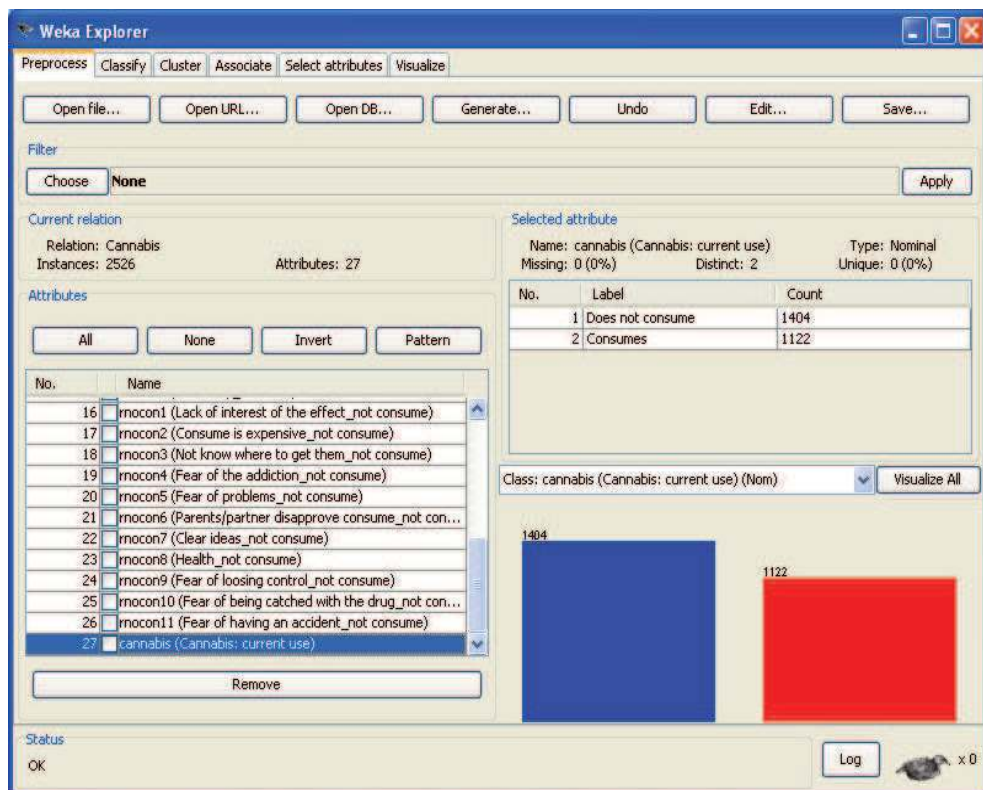 Weka Explorer
Preprocess Classify Cluster Associate Select attributes Visualize
Open file... Open URL... Open DB... Generate... Undo Edit... Save...
Filter
Choose None Apply
Current relation
Relation: Cannabis
Instances: 2526 Attributes: 27
Attributes
All None Invert Pattern
No. Name
16 rnocon1 (Lack of interest of the effect_not consume)
17 rnocon2 (Consume is expensive_not consume)
18 rnocon3 (Not know where to get them_not consume)
19 rnocon4 (Fear of the addiction_not consume)
20 rnocon5 (Fear of problems_not consume)
21 rnocon6 (Parents/partner disapprove consume_not con...
22 rnocon7 (Clear ideas_not consume)
23 rnocon8 (Health_not consume)
24 rnocon9 (Fear of loosing control_not consume)
25 rnocon10 (Fear of being catched with the drug_not con...
26 rnocon11 (Fear of having an accident_not consume)
27 cannabis (Cannabis: current use)
Remove
Selected attribute
Name: cannabis (Cannabis: current use) Type: Nominal
Missing: 0 (0%) Distinct: 2 Unique: 0 (0%)
No. Label Count
1 Does not consume 1404
2 Consumes 1122
Class: cannabis (Cannabis: current use) (Nom) Visualize All
1404
1122
Status
OK
Log x 0